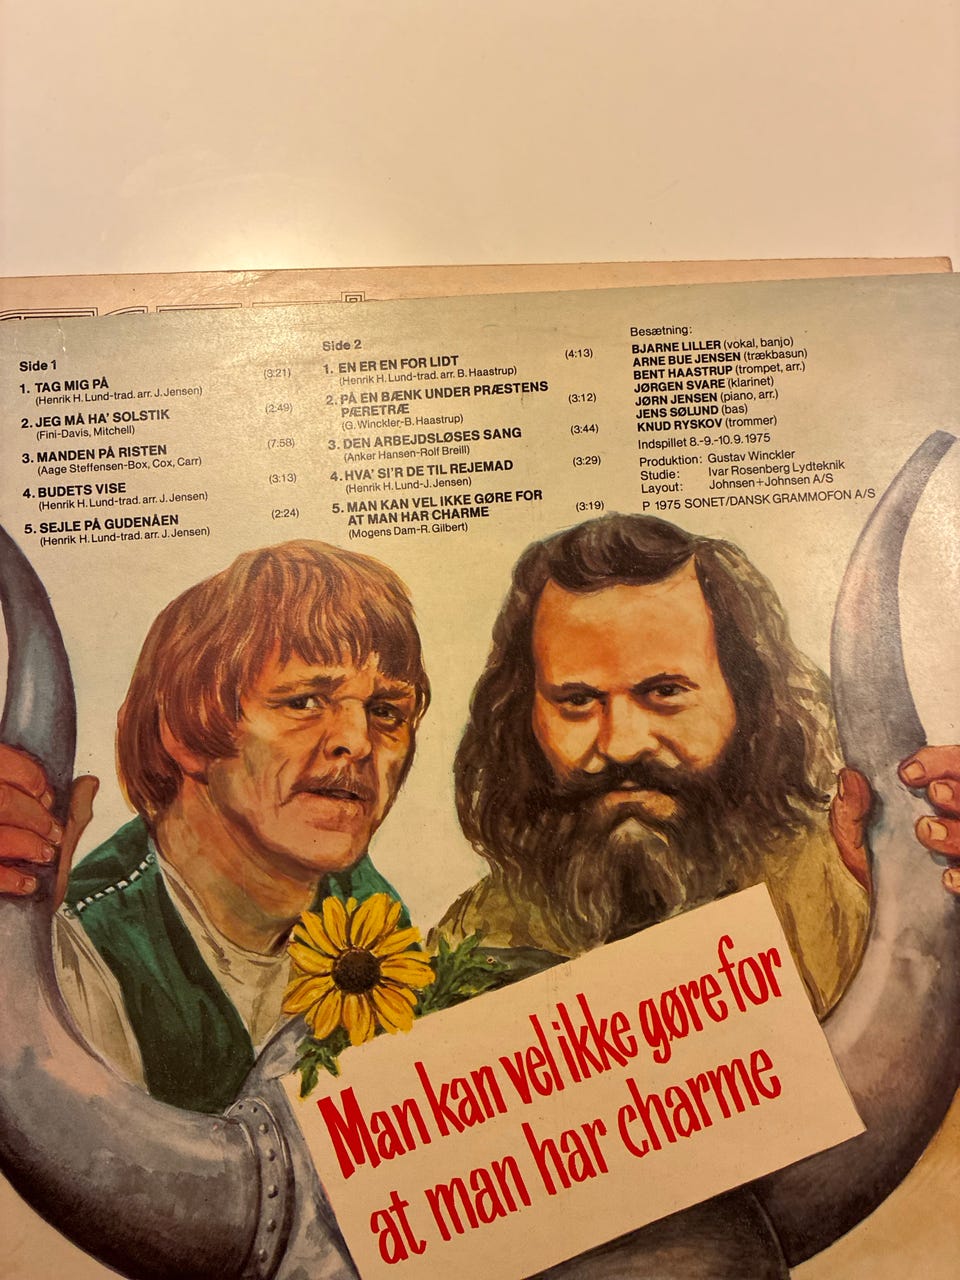 Side 1
1. TAG MIG PÅ (3:21)
(Henrik H. Lund-trad. arr. J. Jensen)
2. JEG MÅ HA' SOLSTIK (2:49)
(Fini-Davis, Mitchell)
3. MANDEN PÅ RISTEN (7:58)
(Aage Steffensen-Box, Cox, Carr)
4. BUDETS VISE (3:13)
(Henrik H. Lund-trad. arr. J. Jensen)
5. SEJLE PÅ GUDENÅEN (2:24)
(Henrik H. Lund-trad. arr. J. Jensen)
Side 2
1. EN ER EN FOR LIDT (4:13)
(Henrik H. Lund-trad. arr. B. Haastrup)
2. PÅ EN BÆNK UNDER PRÆSTENS (3:12)
PÆRETRÆ
(G. Winckler-B. Haastrup)
3. DEN ARBEJDSLØSES SANG (3:44)
(Anker Hansen-Rolf Breill)
4. HVA' SI'R DE TIL REJEMAD (3:29)
(Henrik H. Lund-J. Jensen)
5. MAN KAN VEL IKKE GØRE FOR
AT MAN HAR CHARME (3:19)
(Mogens Dam-R. Gilbert)
Besætning:
BJARNE LILLER (vokal, banjo)
ARNE BUE JENSEN (trækbasun)
BENT HAASTRUP (trompet, arr.)
JØRGEN SVARE (klarinet)
JØRN JENSEN (piano, arr.)
JENS SØLUND (bas)
KNUD RYSKOV (trommer)
Indspillet 8.-9.-10.9.1975
Produktion: Gustav Winckler
Studie: Ivar Rosenberg Lydteknik
Layout: Johnsen+Johnsen A/S
P 1975 SONET/DANSK GRAMMOFON A/S
Man kan vel ikke gøre for
at man har charme